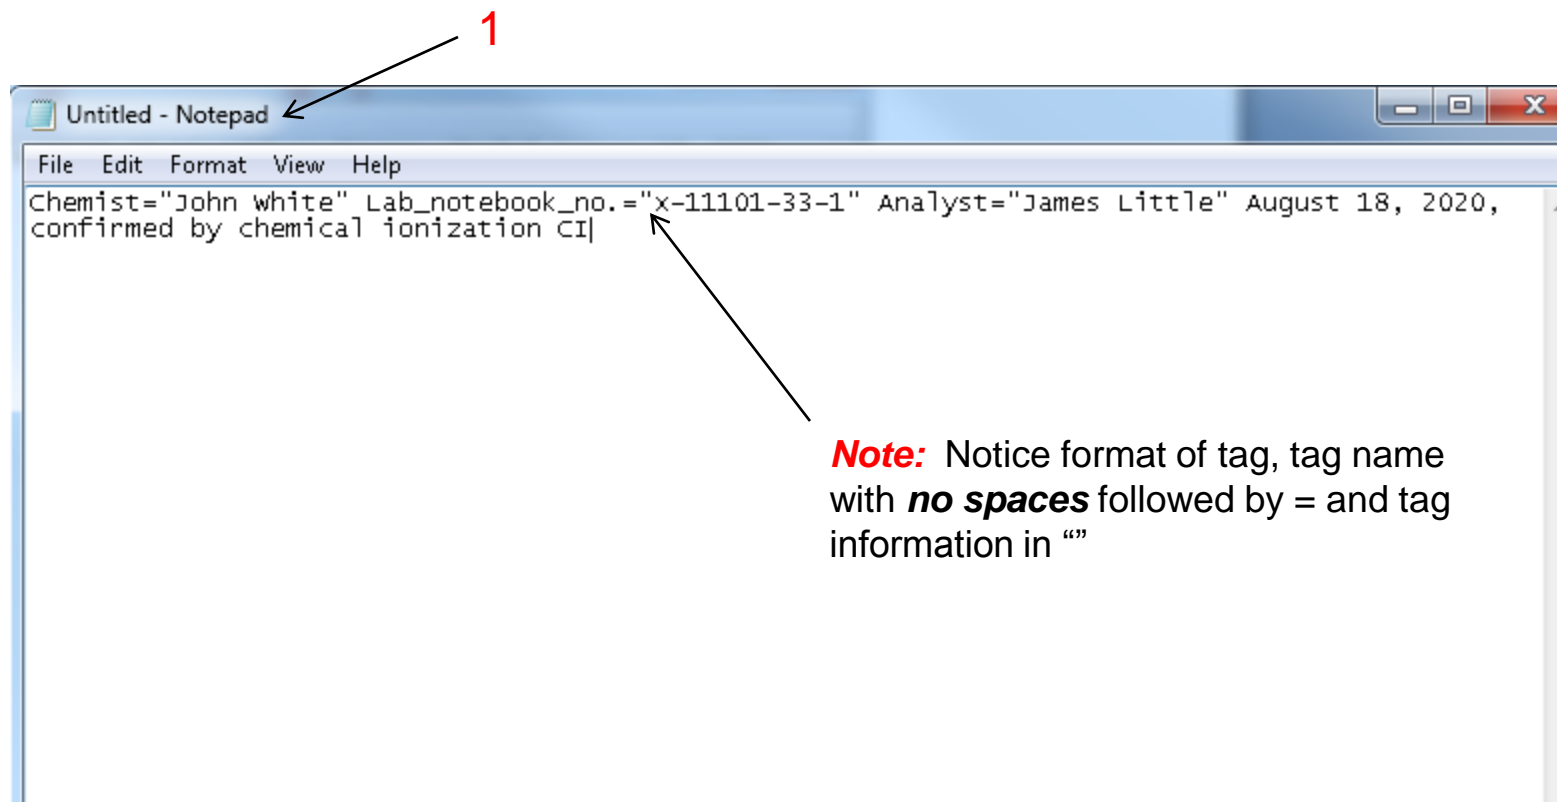 1
Untitled - Notepad
File Edit Format View Help
Chemist="John White" Lab_notebook_no.="x-11101-33-1" Analyst="James Little" August 18, 2020,
confirmed by chemical ionization CI
Note: Notice format of tag, tag name
with no spaces followed by = and tag
information in “”